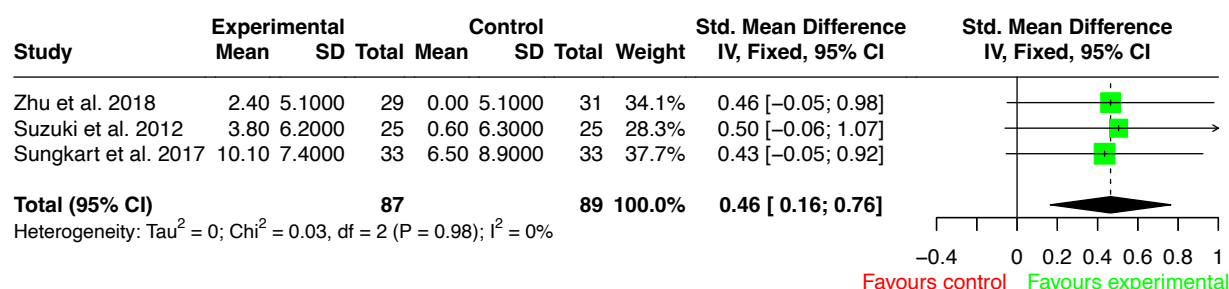 Experimental Control Std. Mean Difference Std. Mean Difference
Study Mean SD Total Mean SD Total Weight IV, Fixed, 95% CI IV, Fixed, 95% CI
Zhu et al. 2018 2.40 5.1000 29 0.00 5.1000 31 34.1% 0.46 [−0.05; 0.98]
Suzuki et al. 2012 3.80 6.2000 25 0.60 6.3000 25 28.3% 0.50 [−0.06; 1.07]
Sungkart et al. 2017 10.10 7.4000 33 6.50 8.9000 33 37.7% 0.43 [−0.05; 0.92]
Total (95% CI) 87 89 100.0% 0.46 [ 0.16; 0.76]
Heterogeneity: Tau² = 0; Chi² = 0.03, df = 2 (P = 0.98); I² = 0%
−0.4 0 0.2 0.4 0.6 0.8 1
Favours control Favours experimental